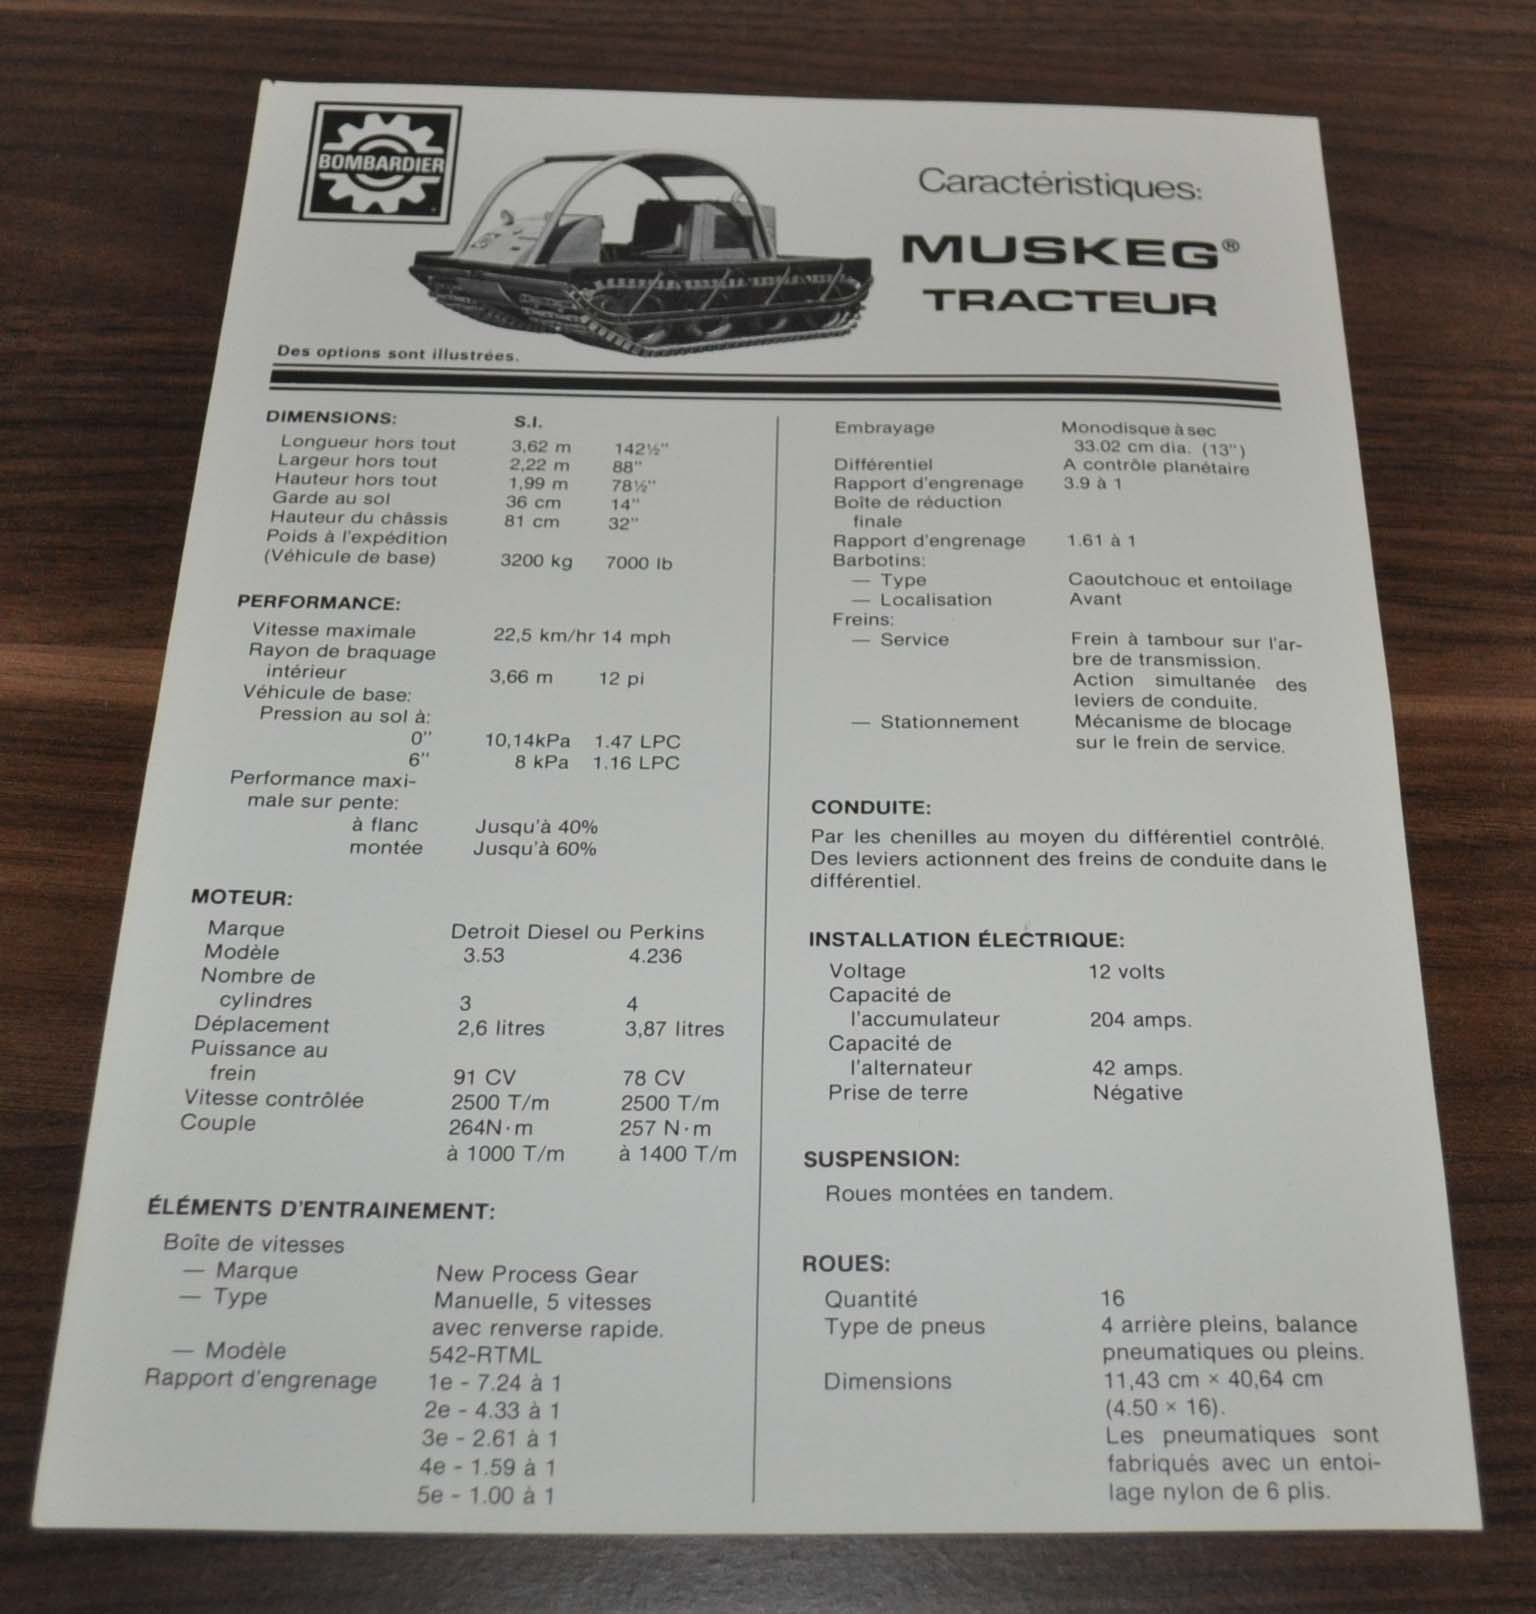 BOMBARDIER
Caractéristiques:
MUSKEG®
TRACTEUR
Des options sont illustrées.
DIMENSIONS: S.I.
Longueur hors tout 3,62 m 142½"
Largeur hors tout 2,22 m 88"
Hauteur hors tout 1,99 m 78½"
Garde au sol 36 cm 14"
Hauteur du châssis 81 cm 32"
Poids à l'expédition
(Véhicule de base) 3200 kg 7000 lb
PERFORMANCE:
Vitesse maximale 22,5 km/hr 14 mph
Rayon de braquage
intérieur 3,66 m 12 pi
Véhicule de base:
Pression au sol à:
0" 10,14kPa 1.47 LPC
6" 8 kPa 1.16 LPC
Performance maxi-
male sur pente:
à flanc Jusqu'à 40%
montée Jusqu'à 60%
MOTEUR:
Marque Detroit Diesel ou Perkins
Modèle 3.53 4.236
Nombre de
cylindres 3 4
Déplacement 2,6 litres 3,87 litres
Puissance au
frein 91 CV 78 CV
Vitesse contrôlée 2500 T/m 2500 T/m
Couple 264N·m 257 N·m
à 1000 T/m à 1400 T/m
ÉLÉMENTS D'ENTRAINEMENT:
Boîte de vitesses
— Marque New Process Gear
— Type Manuelle, 5 vitesses
avec renverse rapide.
— Modèle 542-RTML
Rapport d'engrenage 1e - 7.24 à 1
2e - 4.33 à 1
3e - 2.61 à 1
4e - 1.59 à 1
5e - 1.00 à 1
Embrayage Monodisque à sec
33.02 cm dia. (13")
Différentiel A contrôle planétaire
Rapport d'engrenage 3.9 à 1
Boîte de réduction
finale
Rapport d'engrenage 1.61 à 1
Barbotins:
— Type Caoutchouc et entoilage
— Localisation Avant
Freins:
— Service Frein à tambour sur l'ar-
bre de transmission.
Action simultanée des
leviers de conduite.
— Stationnement Mécanisme de blocage
sur le frein de service.
CONDUITE:
Par les chenilles au moyen du différentiel contrôlé.
Des leviers actionnent des freins de conduite dans le
différentiel.
INSTALLATION ÉLECTRIQUE:
Voltage 12 volts
Capacité de
l'accumulateur 204 amps.
Capacité de
l'alternateur 42 amps.
Prise de terre Négative
SUSPENSION:
Roues montées en tandem.
ROUES:
Quantité 16
Type de pneus 4 arrière pleins, balance
pneumatiques ou pleins.
Dimensions 11,43 cm × 40,64 cm
(4.50 × 16).
Les pneumatiques sont
fabriqués avec un entoi-
lage nylon de 6 plis.